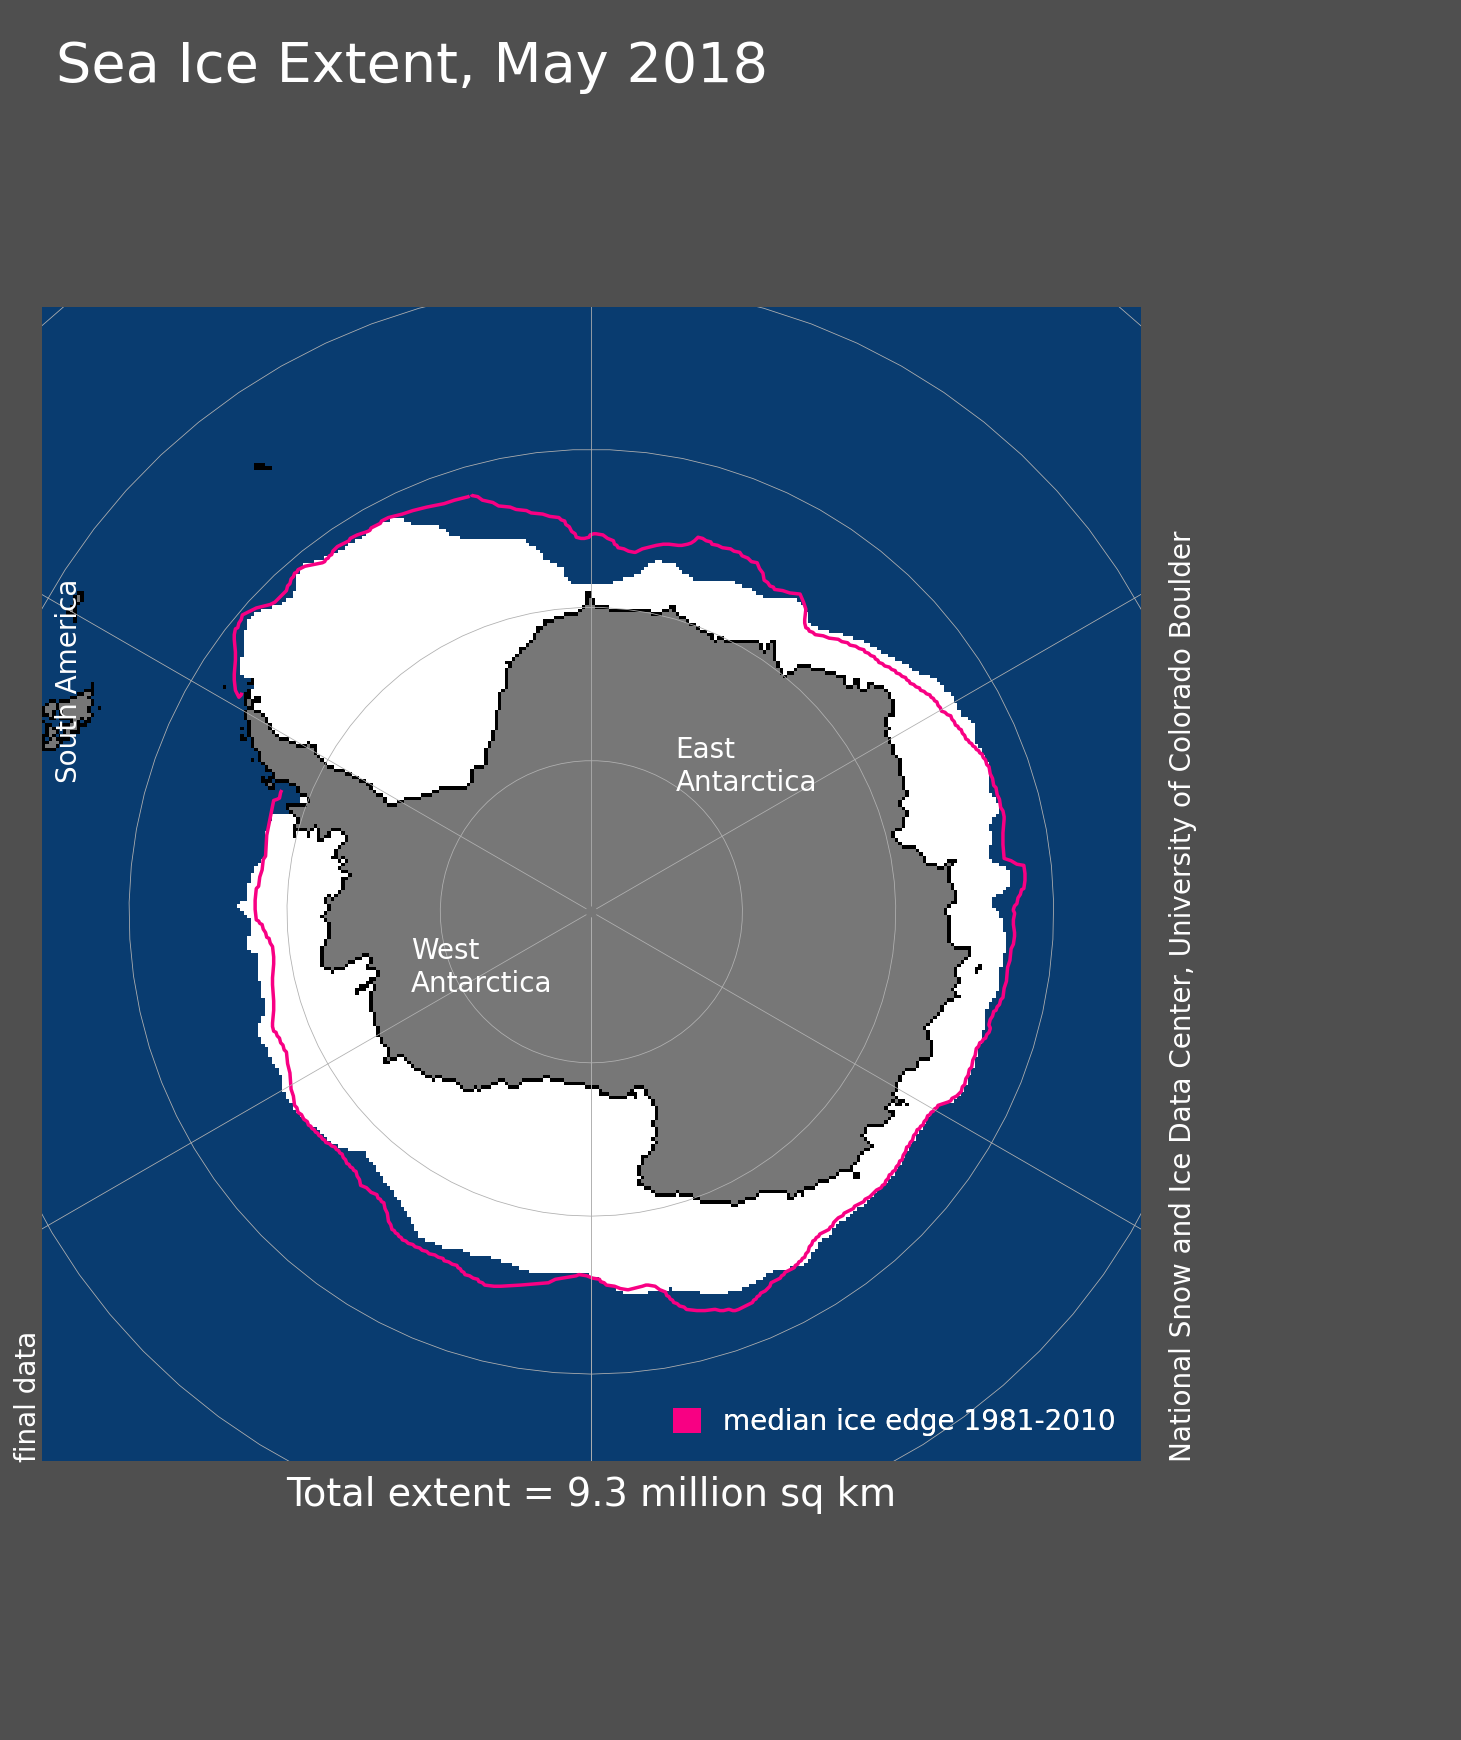 Sea Ice Extent, May 2018
South America
East
Antarctica
West
Antarctica
National Snow and Ice Data Center, University of Colorado Boulder
final data
median ice edge 1981-2010
Total extent = 9.3 million sq km